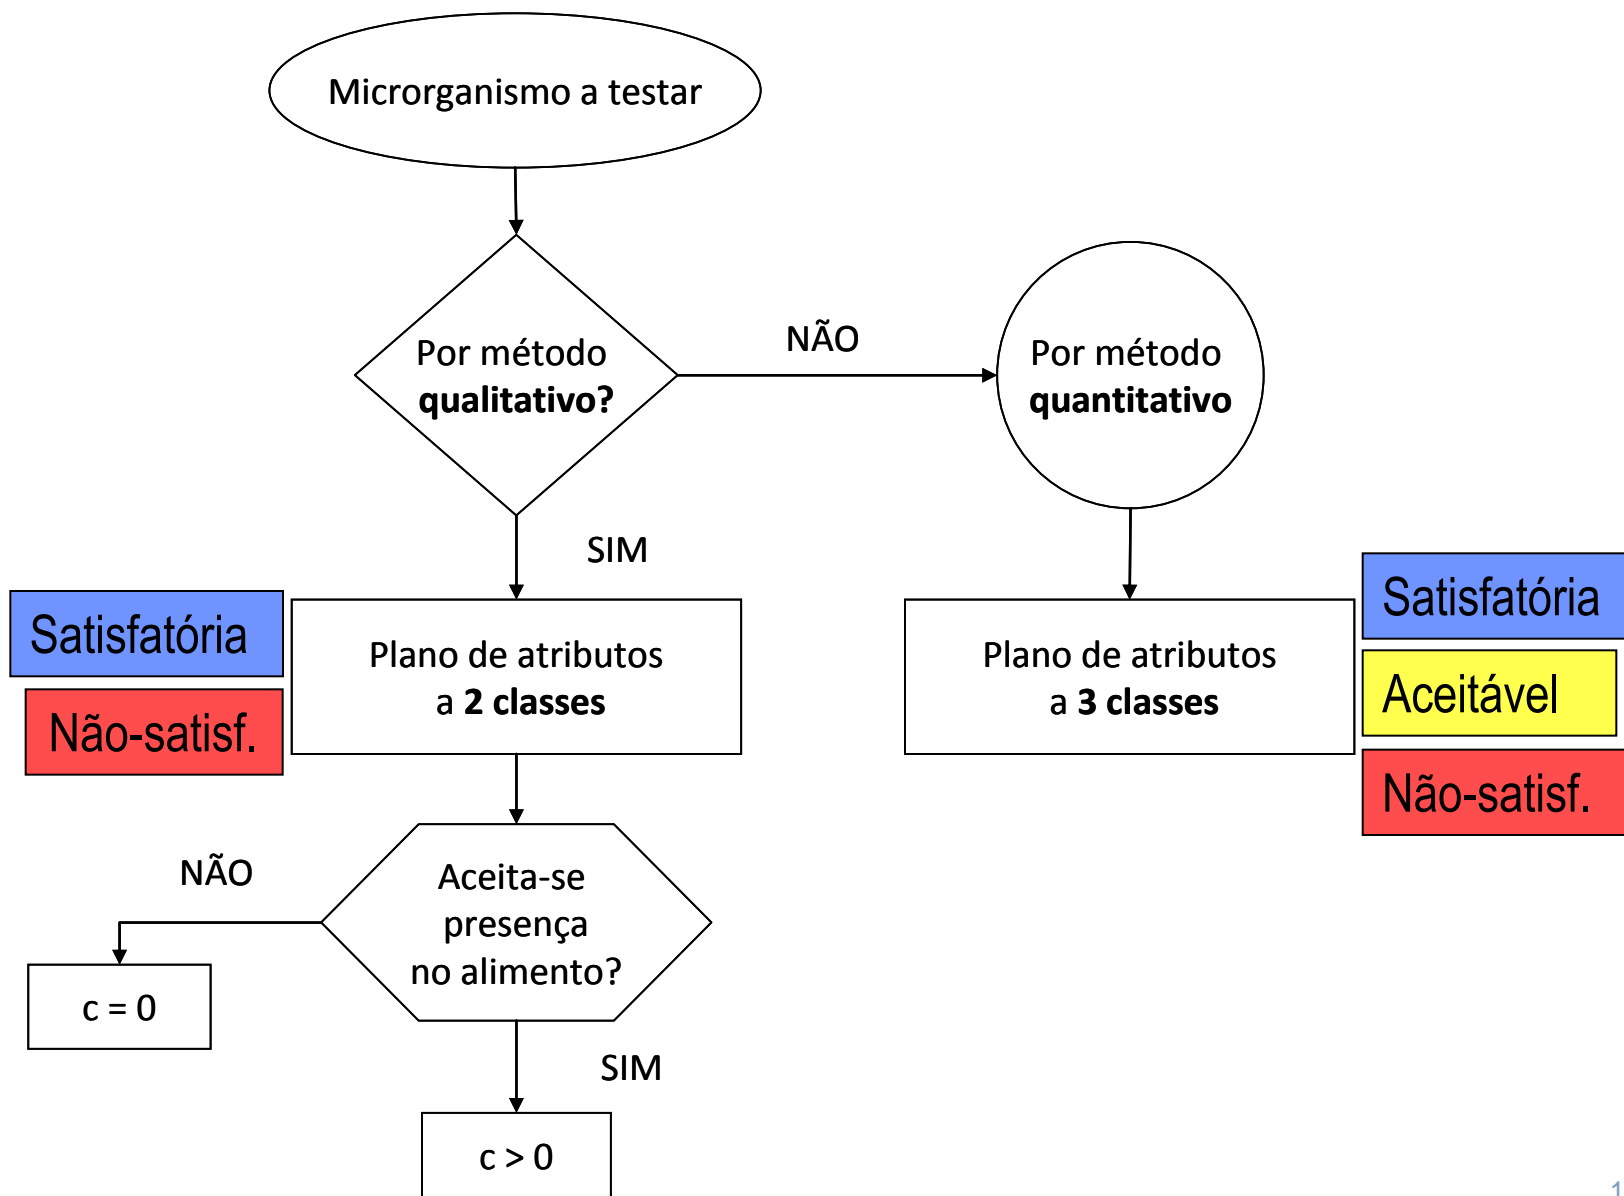 Microrganismo a testar
Por método
qualitativo?
NÃO
Por método
quantitativo
SIM
Satisfatória
Não-satisf.
Plano de atributos
a 2 classes
Plano de atributos
a 3 classes
Satisfatória
Aceitável
Não-satisf.
NÃO
Aceita-se
presença
no alimento?
c = 0
SIM
c > 0